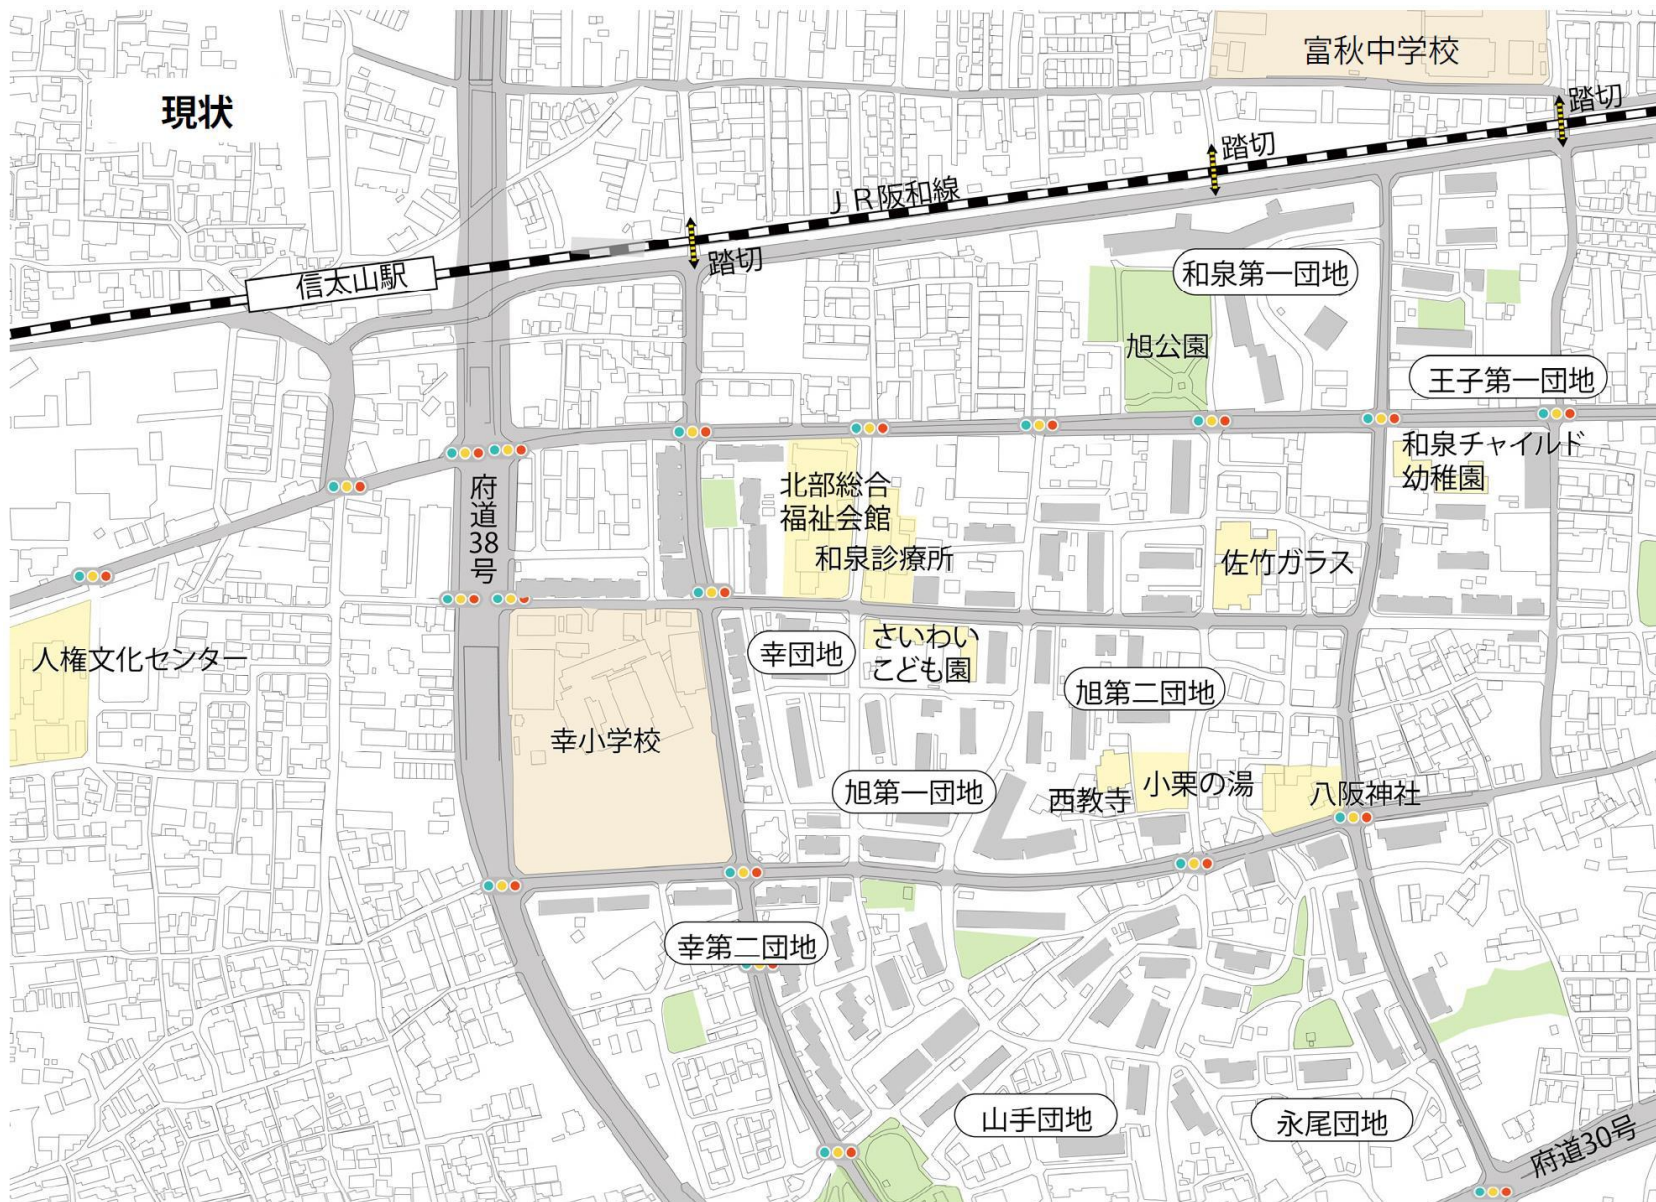 現状
富秋中学校
踏切
踏切
ＪＲ阪和線
踏切
信太山駅
和泉第一団地
旭公園
王子第一団地
和泉チャイルド
幼稚園
府道38号
北部総合
福祉会館
和泉診療所
佐竹ガラス
人権文化センター
幸団地
さいわい
こども園
旭第二団地
幸小学校
旭第一団地
西教寺
小栗の湯
八阪神社
幸第二団地
山手団地
永尾団地
府道30号